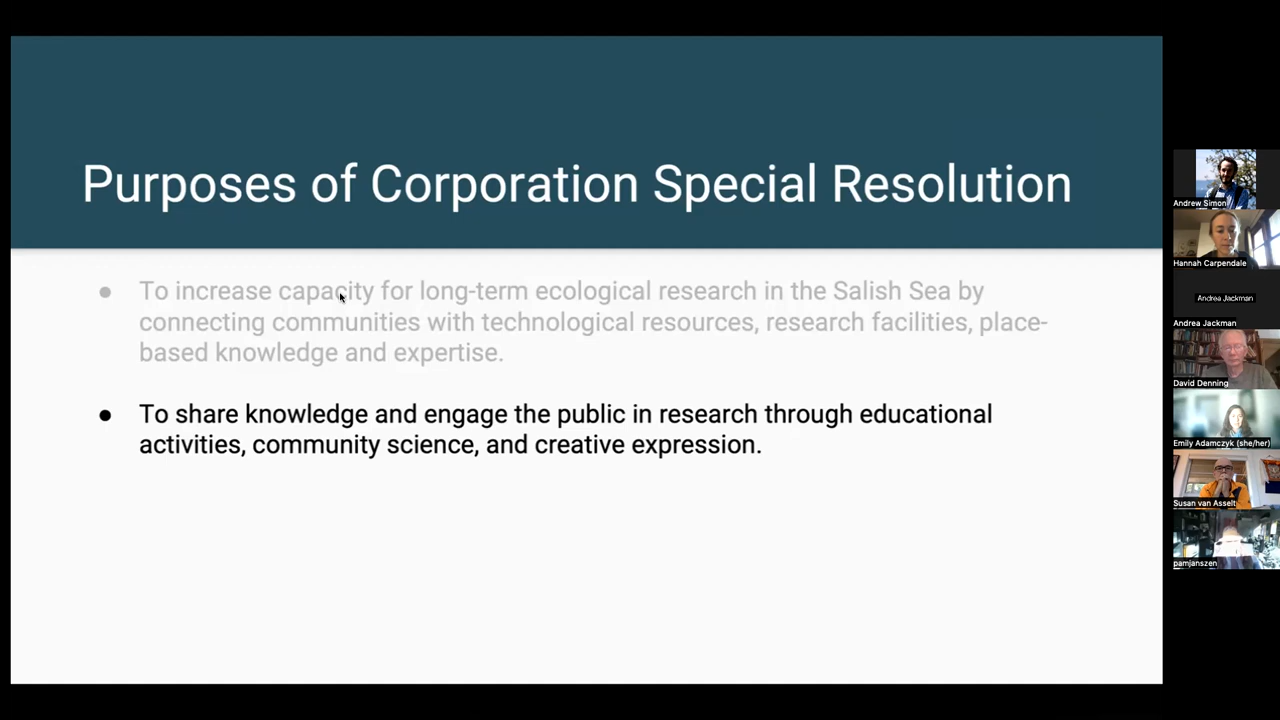 Purposes of Corporation Special Resolution
● To increase capacity for long-term ecological research in the Salish Sea by
connecting communities with technological resources, research facilities, place-
based knowledge and expertise.
● To share knowledge and engage the public in research through educational
activities, community science, and creative expression.
Andrew Simon
Hannah Carpendale
Andrea Jackman
Andrea Jackman
David Denning
Emily Adamczyk (she/her)
Susan van Asselt
pamjanszen